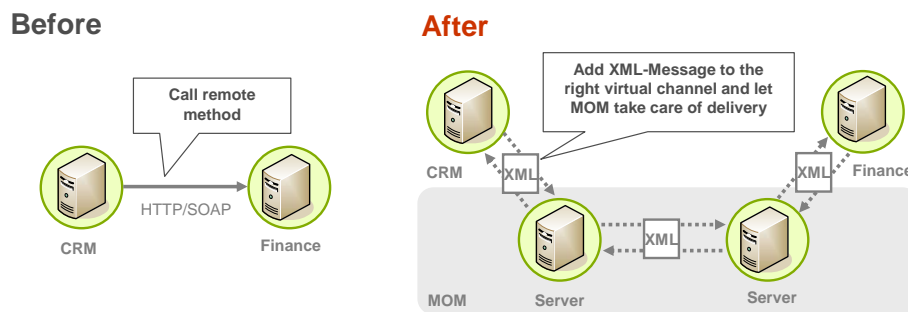 Before
Call remote
method
HTTP/SOAP
CRM
Finance
After
Add XML-Message to the
right virtual channel and let
MOM take care of delivery
CRM
XML
XML
Finance
XML
MOM
Server
Server